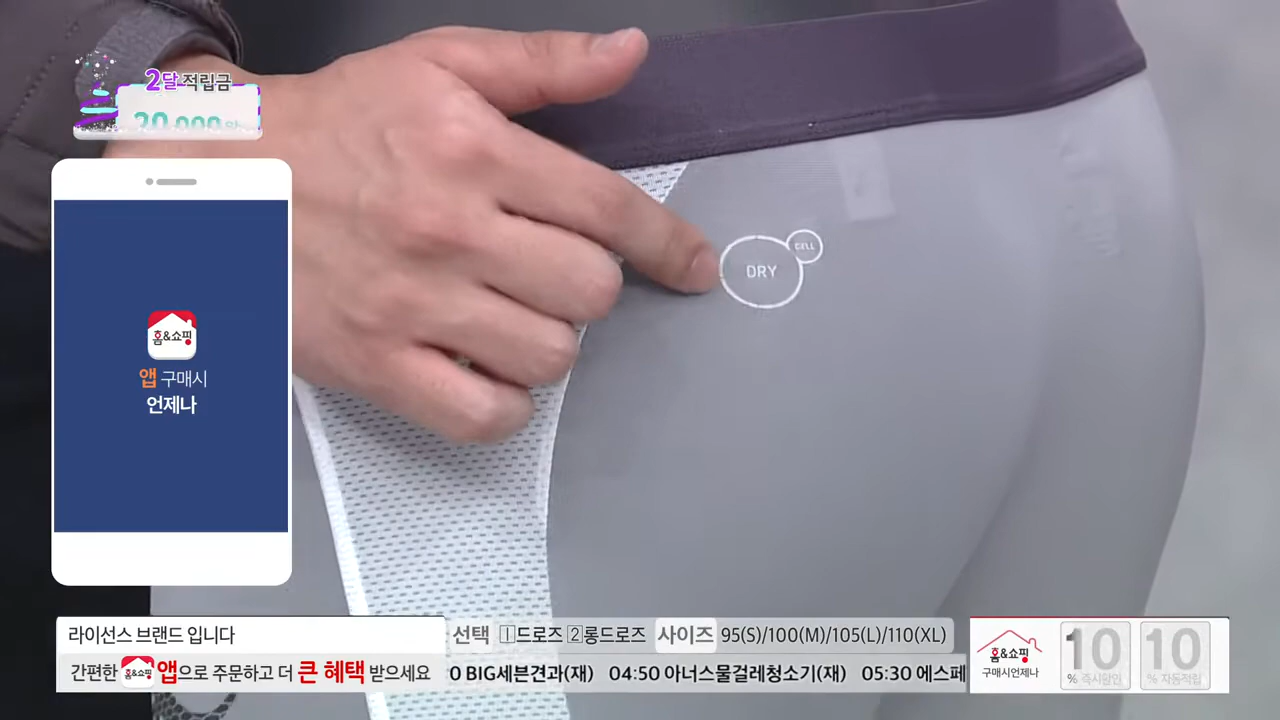 2달 적립금
20,000원
DRY
CELL
홈&쇼핑
앱 구매시
언제나
라이선스 브랜드 입니다
선택 1드로즈 2롱드로즈 사이즈 95(S)/100(M)/105(L)/110(XL)
간편한 홈&쇼핑 앱으로 주문하고 더 큰 혜택 받으세요
0 BIG세븐견과(재) 04:50 아너스물걸레청소기(재) 05:30 에스페
홈&쇼핑
구매시언제나
10
% 즉시할인
10
% 자동적립